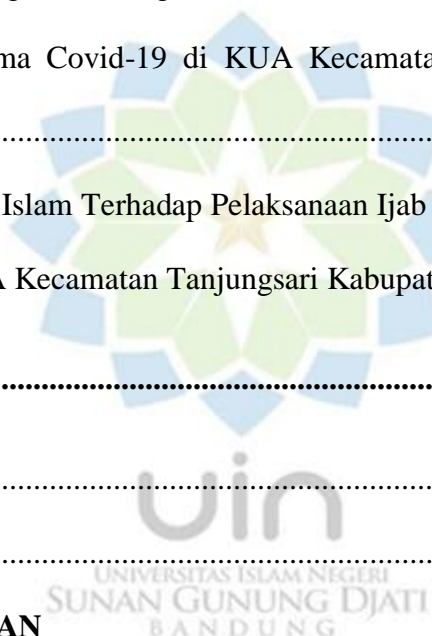 ma Covid-19 di KUA Kecamata
........................................................................
Islam Terhadap Pelaksanaan Ijab
A Kecamatan Tanjungsari Kabupat
........................................................................
........................................................................
uin
........................................................................
UNIVERSITAS ISLAM NEGERI
SUNAN GUNUNG DJATI
BANDUNG
AN